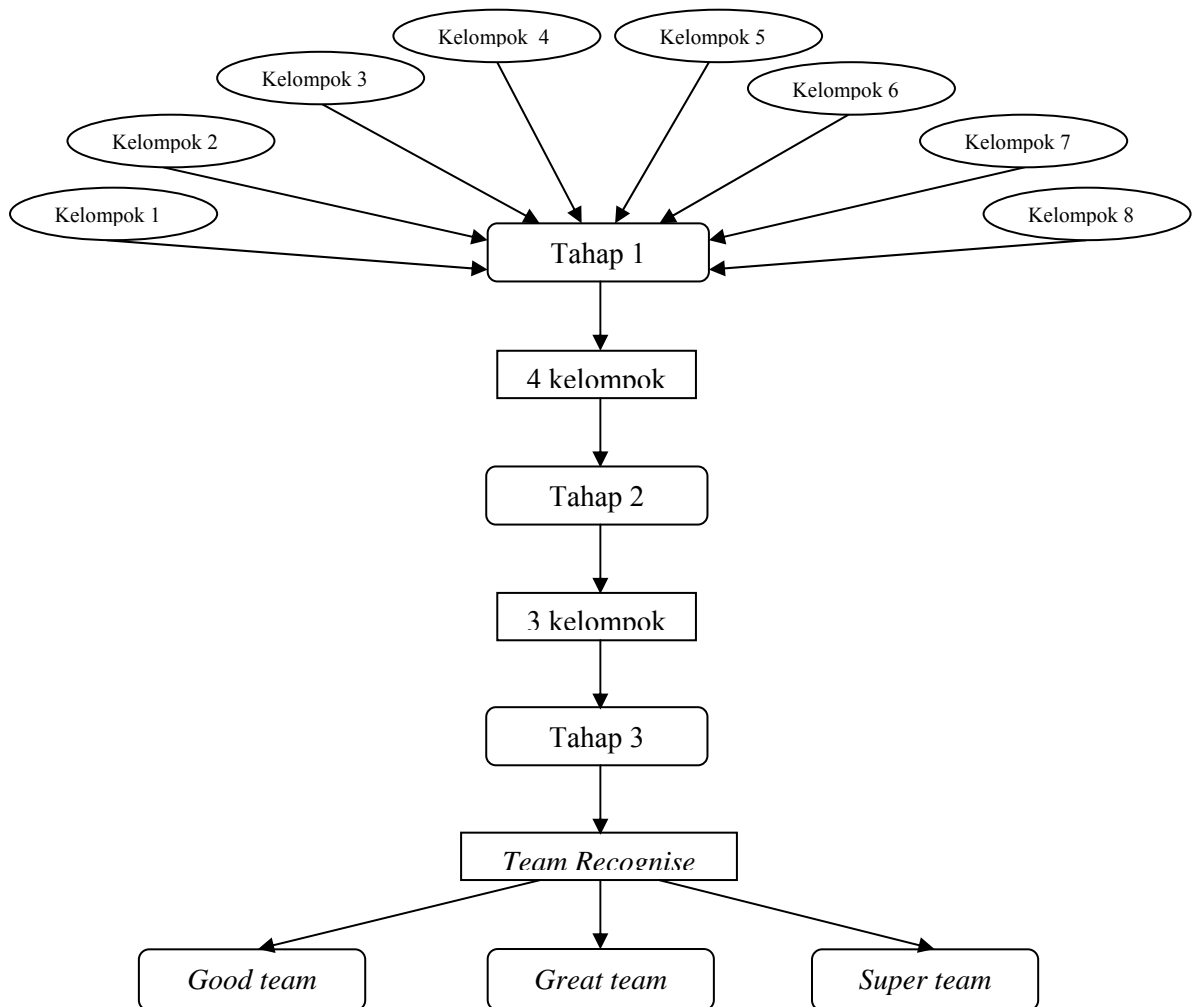 Kelompok 4
Kelompok 5
Kelompok 3
Kelompok 6
Kelompok 2
Kelompok 7
Kelompok 1
Kelompok 8
Tahap 1
4 kelompok
Tahap 2
3 kelompok
Tahap 3
Team Recognise
Good team
Great team
Super team